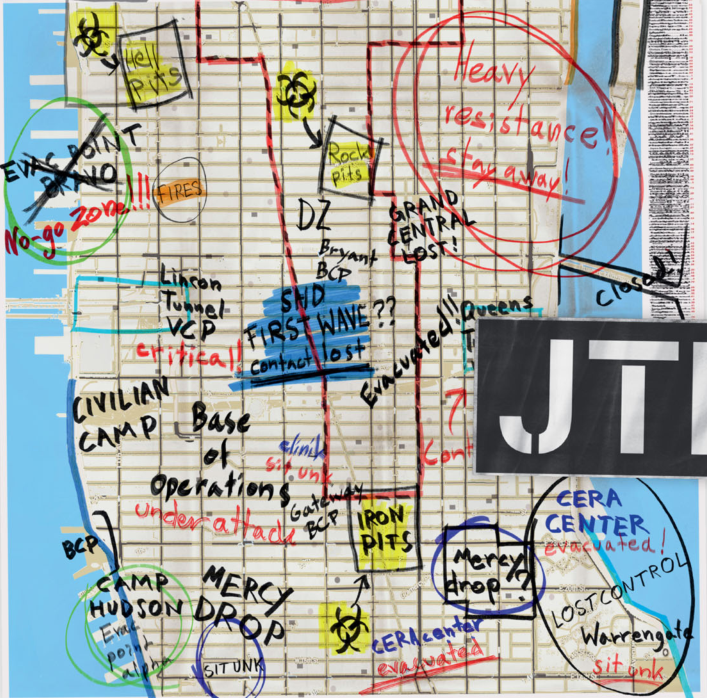 Hell
pits
Heavy
resistance!!
stay away!
EVAC POINT
BRAVO
No-go zone!!!
FIRES
Rock
pits
DZ
GRAND
CENTRAL
LOST!
Bryant
BCP
Closed!!
Lincon
Tunnel
VCP
critical!!
SHD
FIRST WAVE??
contact lost
Evacuated!!
Queens
JT
CIVILIAN
CAMP
Base
of
operations
under attack
clinik
sit unk
Gateway
BCP
IRON
PITS
BCP
CERA
CENTER
evacuated!
LOST CONTROL
Warrengate
sit unk
Mercy
drop??
CAMP
HUDSON
Evac
point
alpha
MERCY
DROP
SIT UNK
CERA center
evacuated